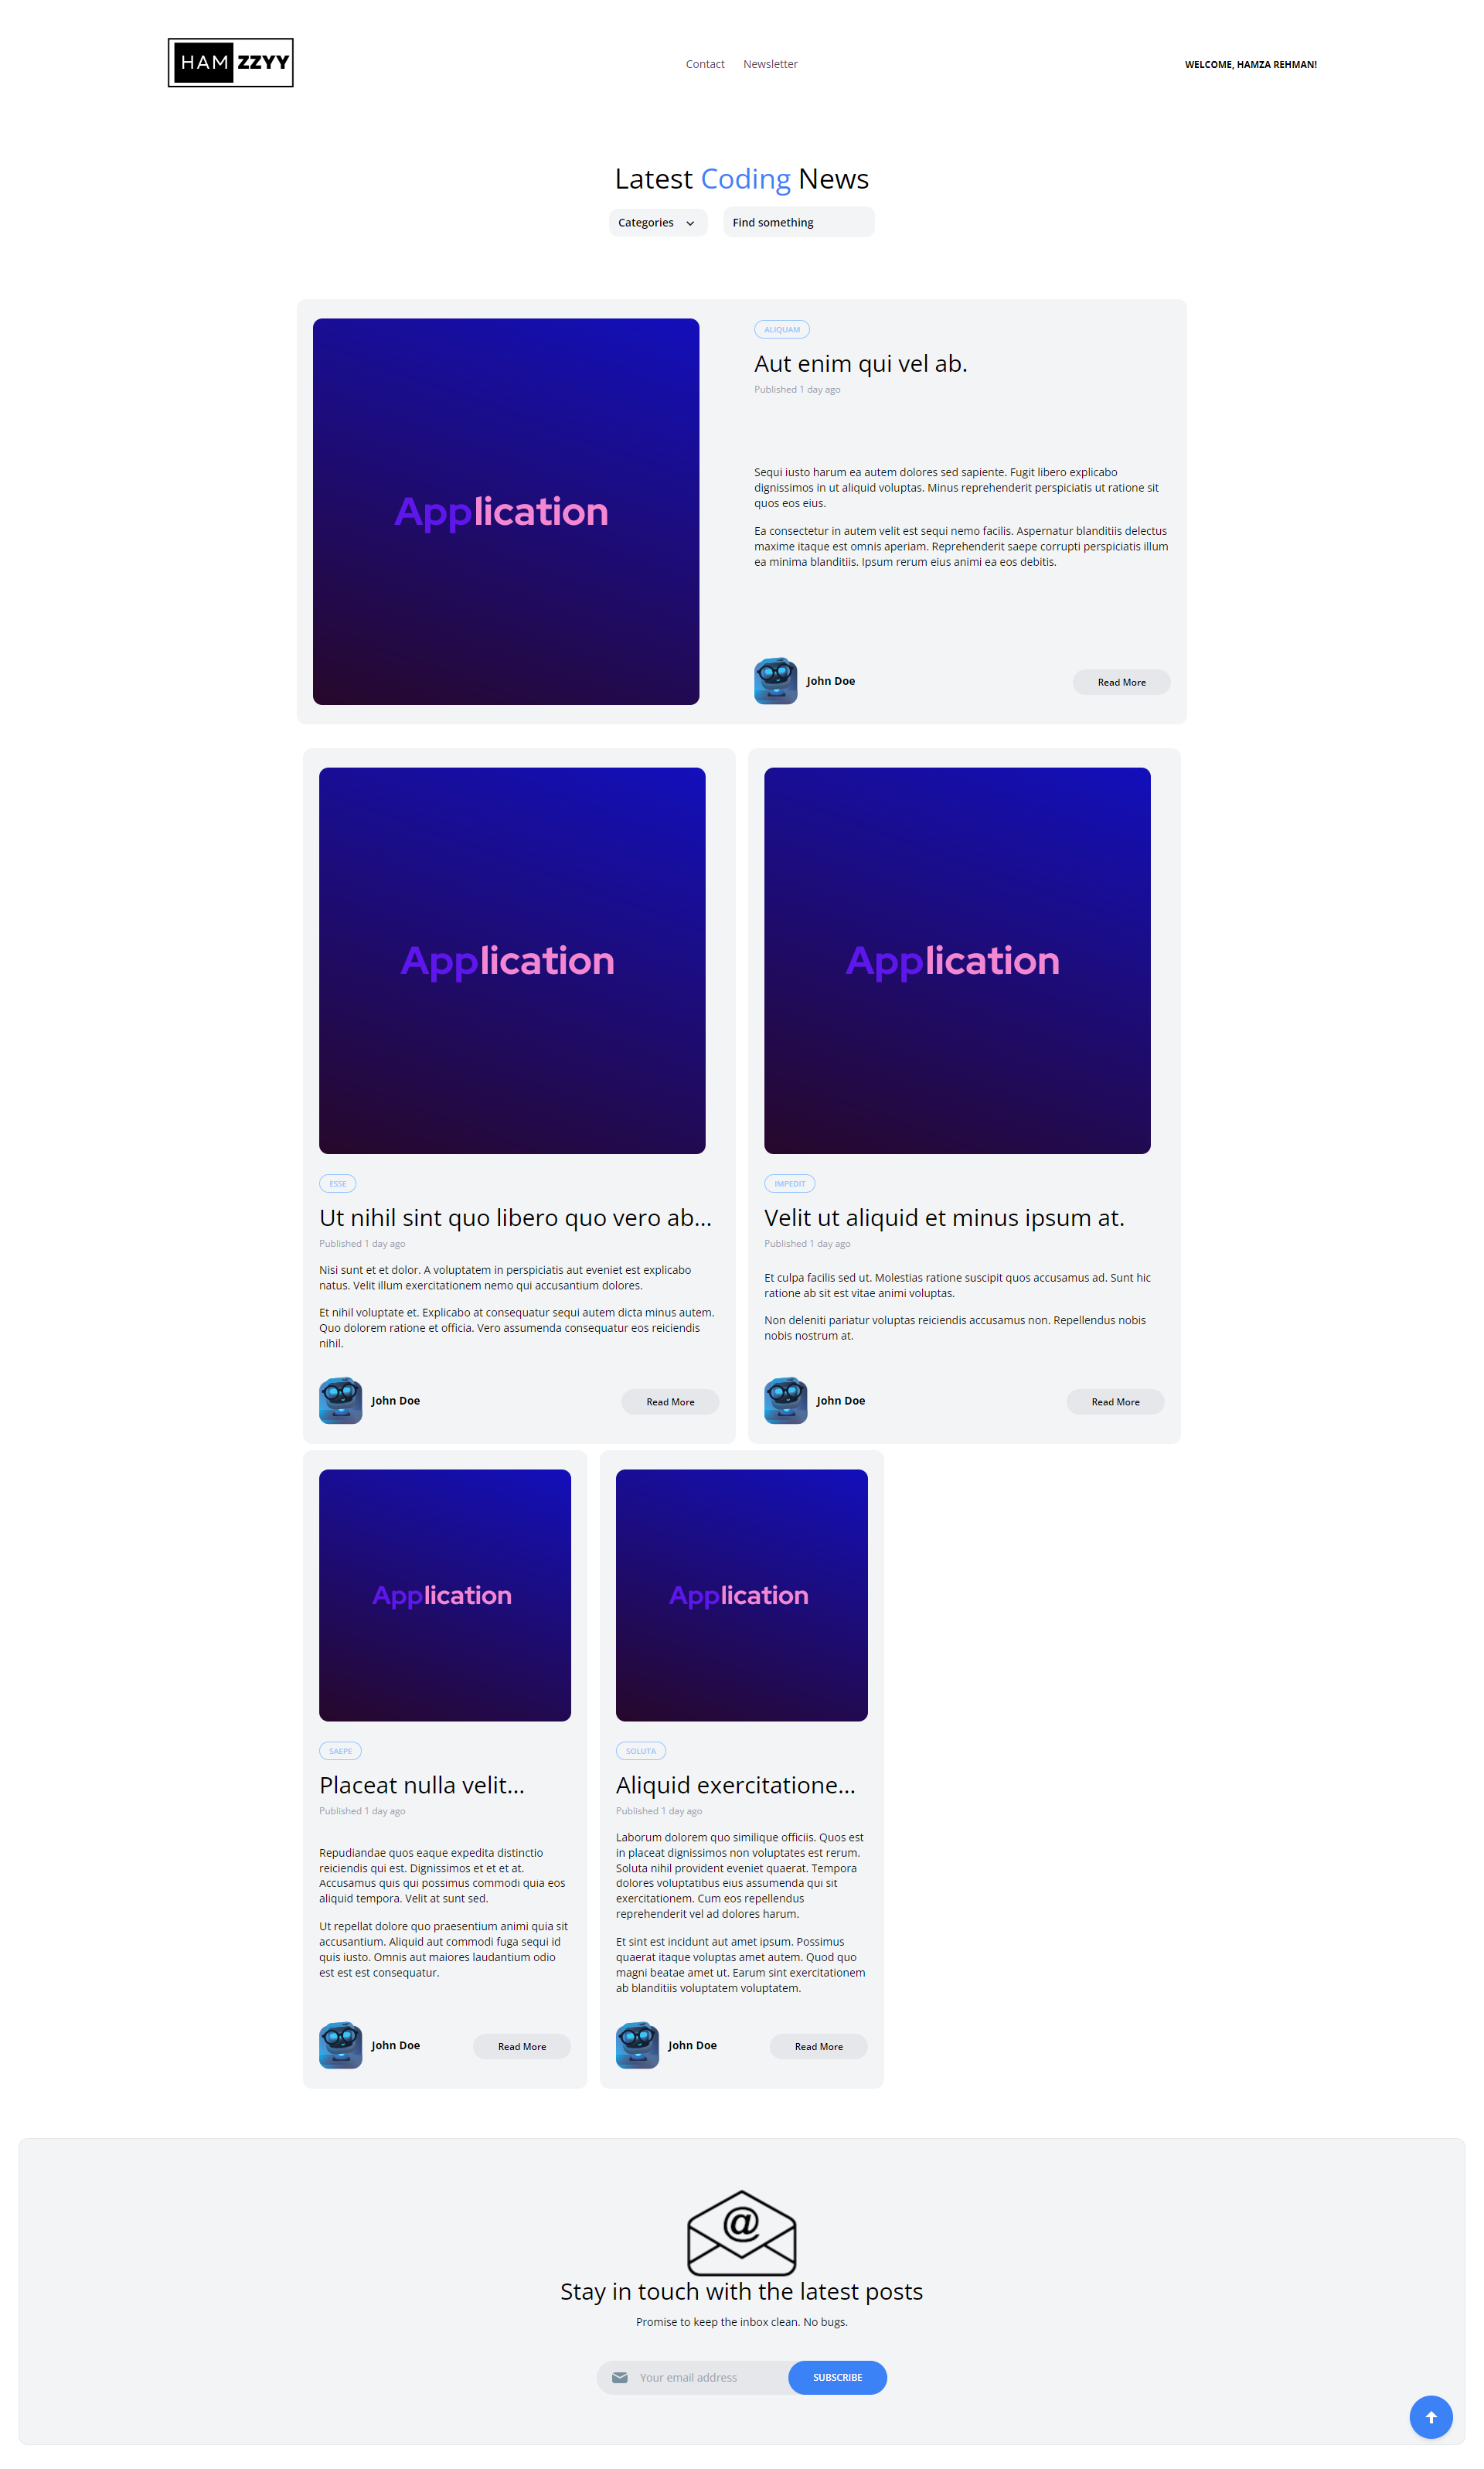 HAM ZZYY
Contact Newsletter
WELCOME, HAMZA REHMAN!
Latest Coding News
Categories
Find something
Application
ALIQUAM
Aut enim qui vel ab.
Published 1 day ago
Sequi iusto harum ea autem dolores sed sapiente. Fugit libero explicabo
dignissimos in ut aliquid voluptas. Minus reprehenderit perspiciatis ut ratione sit
quos eos eius.
Ea consectetur in autem velit est sequi nemo facilis. Aspernatur blanditiis delectus
maxime itaque est omnis aperiam. Reprehenderit saepe corrupti perspiciatis illum
ea minima blanditiis. Ipsum rerum eius animi ea eos debitis.
John Doe
Read More
Application
ESSE
Ut nihil sint quo libero quo vero ab...
Published 1 day ago
Nisi sunt et et dolor. A voluptatem in perspiciatis aut eveniet est explicabo
natus. Velit illum exercitationem nemo qui accusantium dolores.
Et nihil voluptate et. Explicabo at consequatur sequi autem dicta minus autem.
Quo dolorem ratione et officia. Vero assumenda consequatur eos reiciendis
nihil.
John Doe
Read More
Application
IMPEDIT
Velit ut aliquid et minus ipsum at.
Published 1 day ago
Et culpa facilis sed ut. Molestias ratione suscipit quos accusamus ad. Sunt hic
ratione ab sit est vitae animi voluptas.
Non deleniti pariatur voluptas reiciendis accusamus non. Repellendus nobis
nobis nostrum at.
John Doe
Read More
Application
SAEPE
Placeat nulla velit...
Published 1 day ago
Repudiandae quos eaque expedita distinctio
reiciendis qui est. Dignissimos et et et at.
Accusamus quis qui possimus commodi quia eos
aliquid tempora. Velit at sunt sed.
Ut repellat dolore quo praesentium animi quia sit
accusantium. Aliquid aut commodi fuga sequi id
quis iusto. Omnis aut maiores laudantium odio
est est est consequatur.
John Doe
Read More
Application
SOLUTA
Aliquid exercitatione...
Published 1 day ago
Laborum dolorem quo similique officiis. Quos est
in placeat dignissimos non voluptates est rerum.
Soluta nihil provident eveniet quaerat. Tempora
dolores voluptatibus eius assumenda qui sit
exercitationem. Cum eos repellendus
reprehenderit vel ad dolores harum.
Et sint est incidunt aut amet ipsum. Possimus
quaerat itaque voluptas amet autem. Quod quo
magni beatae amet ut. Earum sint exercitationem
ab blanditiis voluptatem voluptatem.
John Doe
Read More
@
Stay in touch with the latest posts
Promise to keep the inbox clean. No bugs.
Your email address
SUBSCRIBE